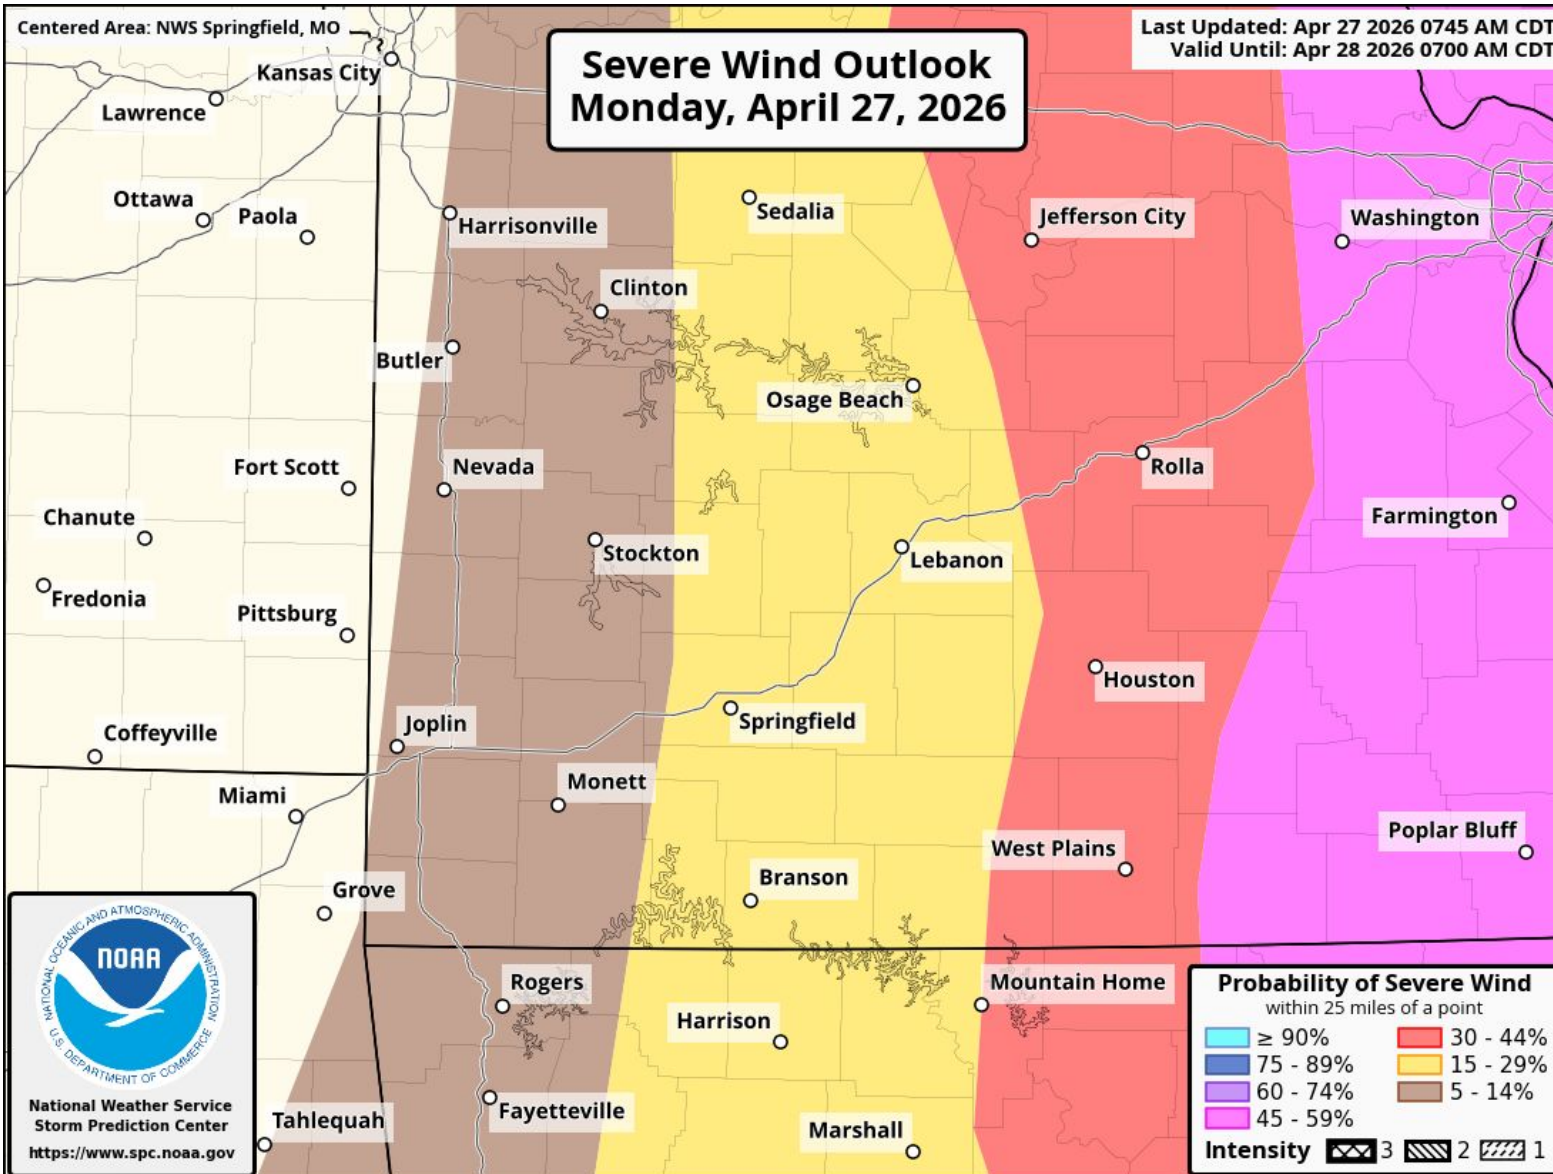 Centered Area: NWS Springfield, MO
Last Updated: Apr 27 2026 0745 AM CDT
Valid Until: Apr 28 2026 0700 AM CDT
Severe Wind Outlook
Monday, April 27, 2026
Kansas City
Lawrence
Ottawa
Paola
Harrisonville
Sedalia
Jefferson City
Washington
Clinton
Butler
Osage Beach
Fort Scott
Nevada
Rolla
Chanute
Farmington
Stockton
Lebanon
Fredonia
Pittsburg
Houston
Coffeyville
Joplin
Springfield
Miami
Monett
Poplar Bluff
West Plains
Grove
Branson
Rogers
Mountain Home
Harrison
Fayetteville
Tahlequah
Marshall
NATIONAL OCEANIC AND ATMOSPHERIC ADMINISTRATION
NOAA
U.S. DEPARTMENT OF COMMERCE
National Weather Service
Storm Prediction Center
https://www.spc.noaa.gov
Probability of Severe Wind
within 25 miles of a point
≥ 90%
75 - 89%
60 - 74%
45 - 59%
30 - 44%
15 - 29%
5 - 14%
Intensity 3 2 1